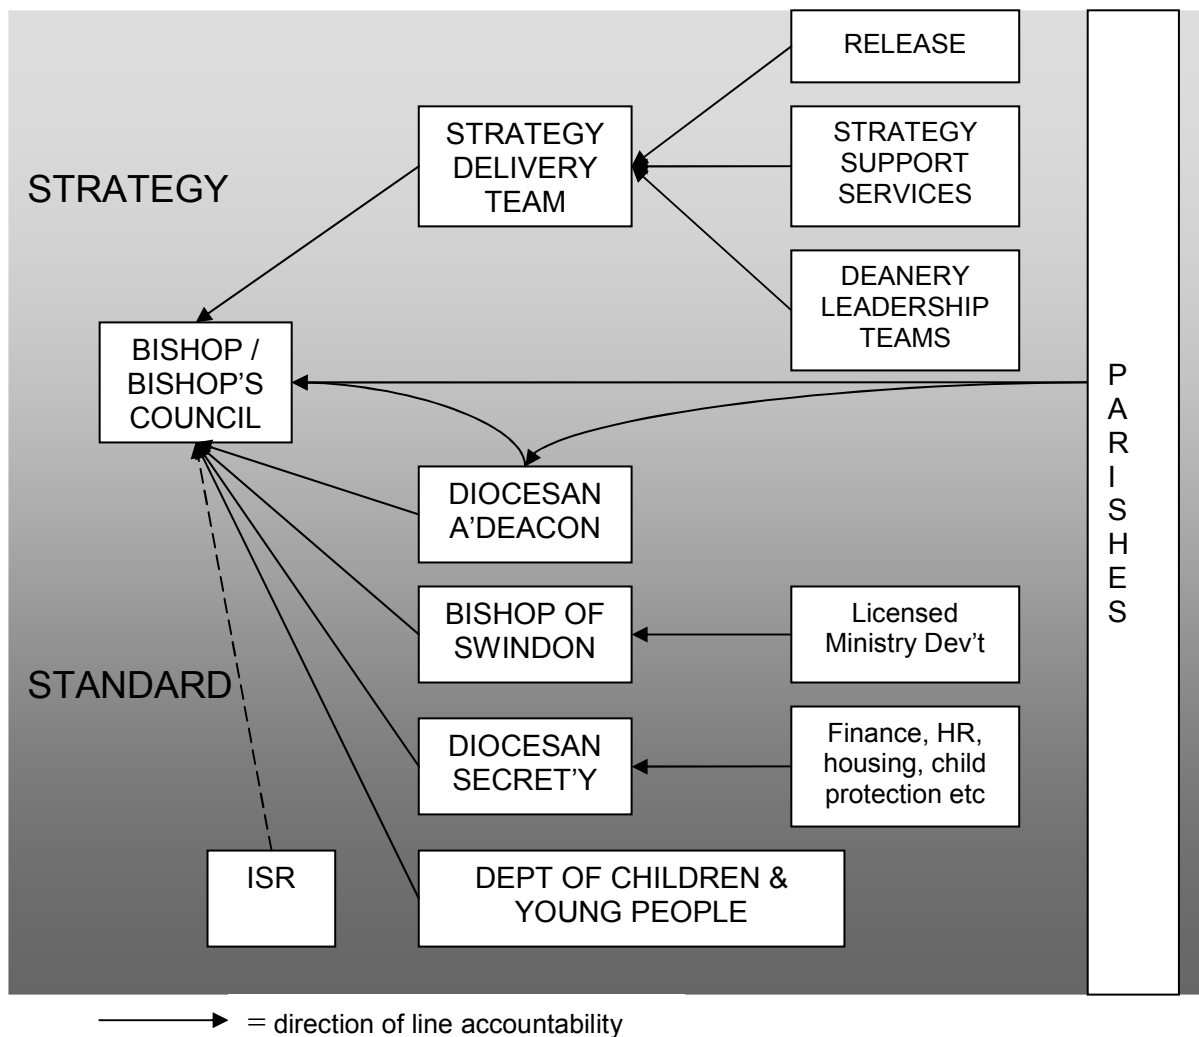 RELEASE
STRATEGY
DELIVERY
TEAM
STRATEGY
SUPPORT
SERVICES
STRATEGY
DEANERY
LEADERSHIP
TEAMS
BISHOP /
BISHOP’S
COUNCIL
P
A
R
I
S
H
E
S
DIOCESAN
A’DEACON
BISHOP OF
SWINDON
Licensed
Ministry Dev’t
STANDARD
DIOCESAN
SECRET’Y
Finance, HR,
housing, child
protection etc
ISR
DEPT OF CHILDREN &
YOUNG PEOPLE
= direction of line accountability